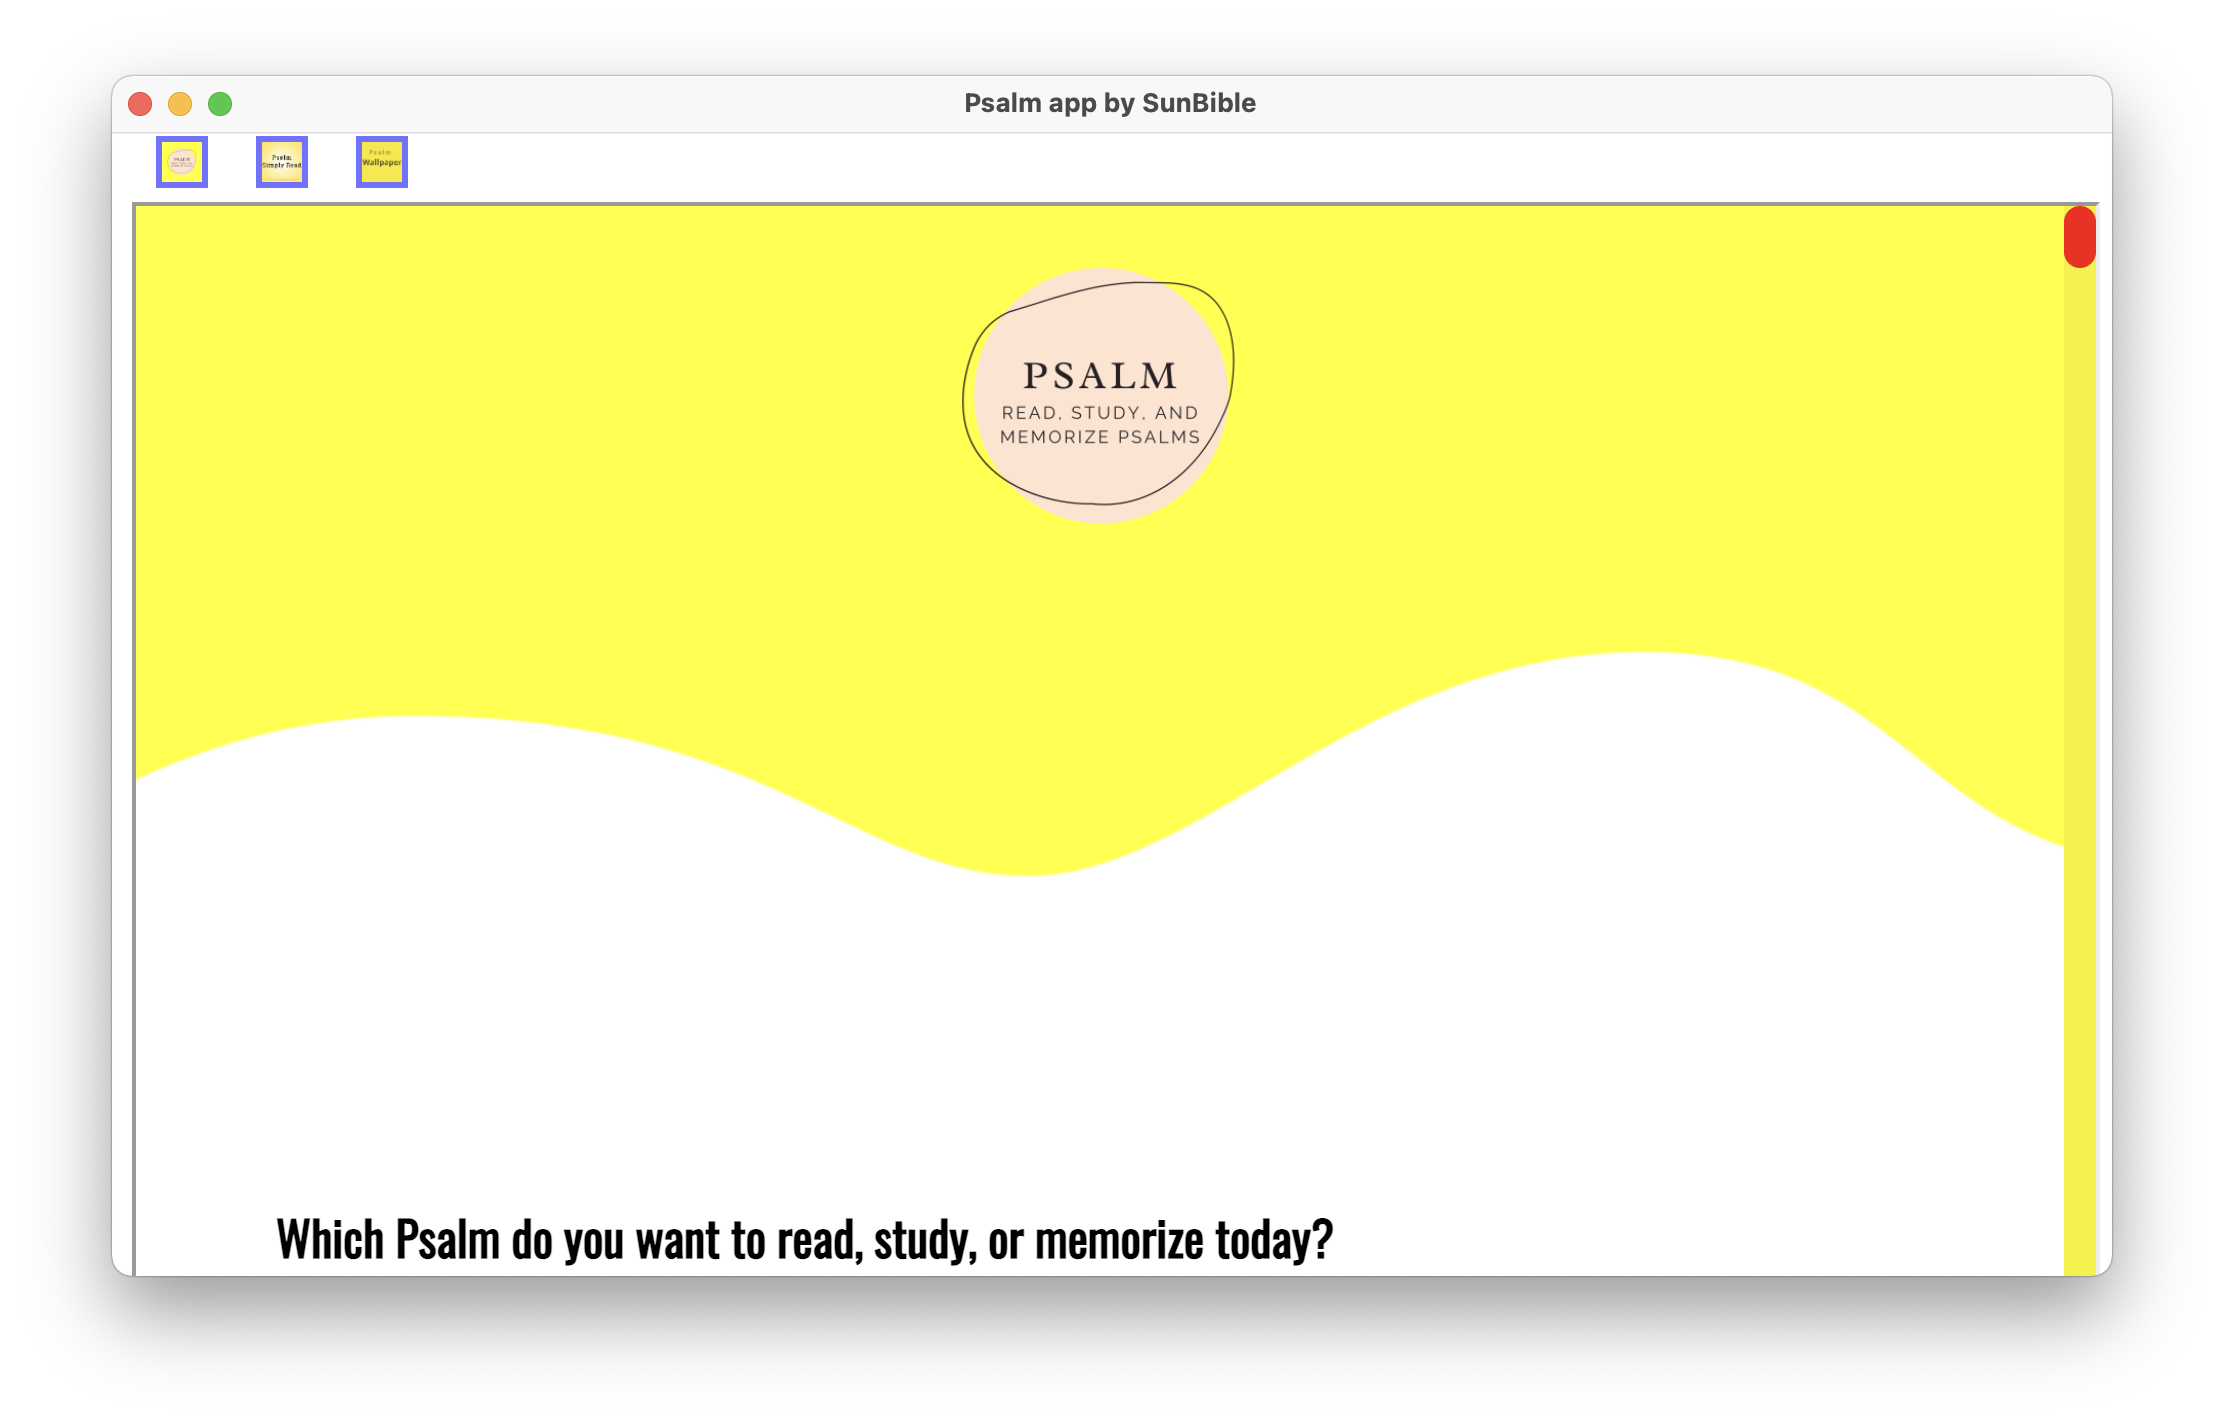 Psalm app by SunBible
PSALM
Psalm
Simply Read
Psalm
Wallpaper
PSALM
READ, STUDY, AND
MEMORIZE PSALMS
Which Psalm do you want to read, study, or memorize today?